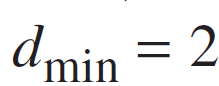 d_min = 2